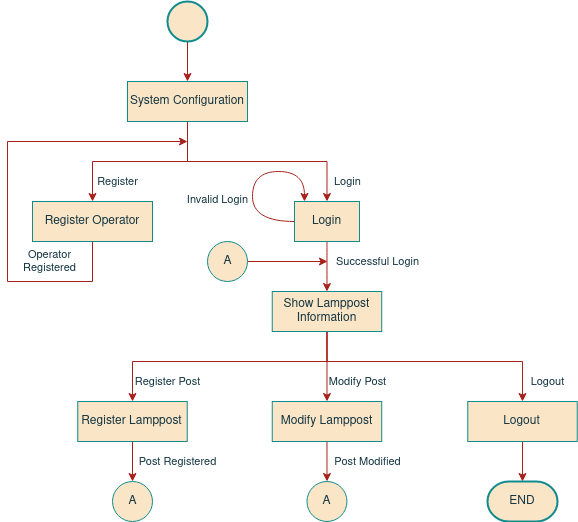 System Configuration
Register
Login
Invalid Login
Register Operator
Login
Operator
Registered
A
Successful Login
Show Lamppost
Information
Register Post
Modify Post
Logout
Register Lamppost
Modify Lamppost
Logout
Post Registered
Post Modified
A
A
END